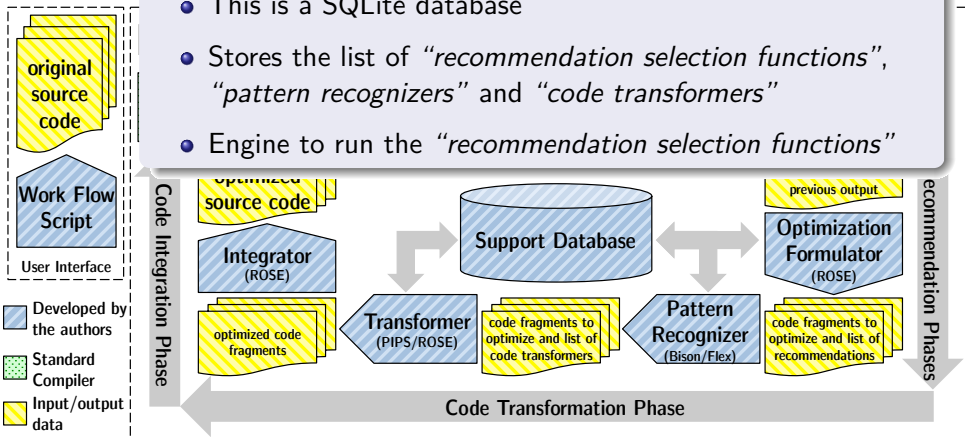 This is a SQLite database
Stores the list of “recommendation selection functions”,
“pattern recognizers” and “code transformers”
Engine to run the “recommendation selection functions”
original
source
code
Work Flow
Script
User Interface
Developed by
the authors
Standard
Compiler
Input/output
data
Code Integration Phase
optimized
source code
Integrator
(ROSE)
optimized code
fragments
Transformer
(PIPS/ROSE)
Support Database
code fragments to
optimize and list of
code transformers
Pattern
Recognizer
(Bison/Flex)
previous output
Optimization
Formulator
(ROSE)
code fragments to
optimize and list of
recommendations
ecommendation Phases
Code Transformation Phase